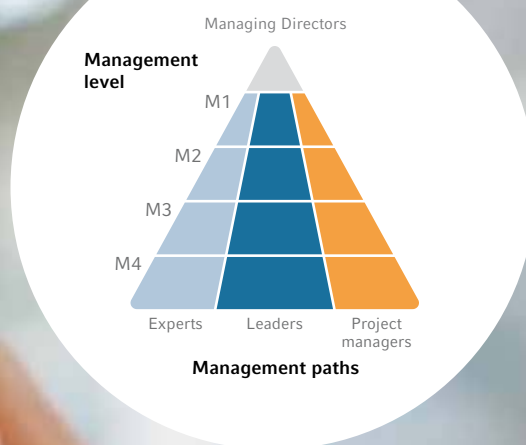 Managing Directors
Management
level
M1
M2
M3
M4
Experts
Leaders
Project
managers
Management paths